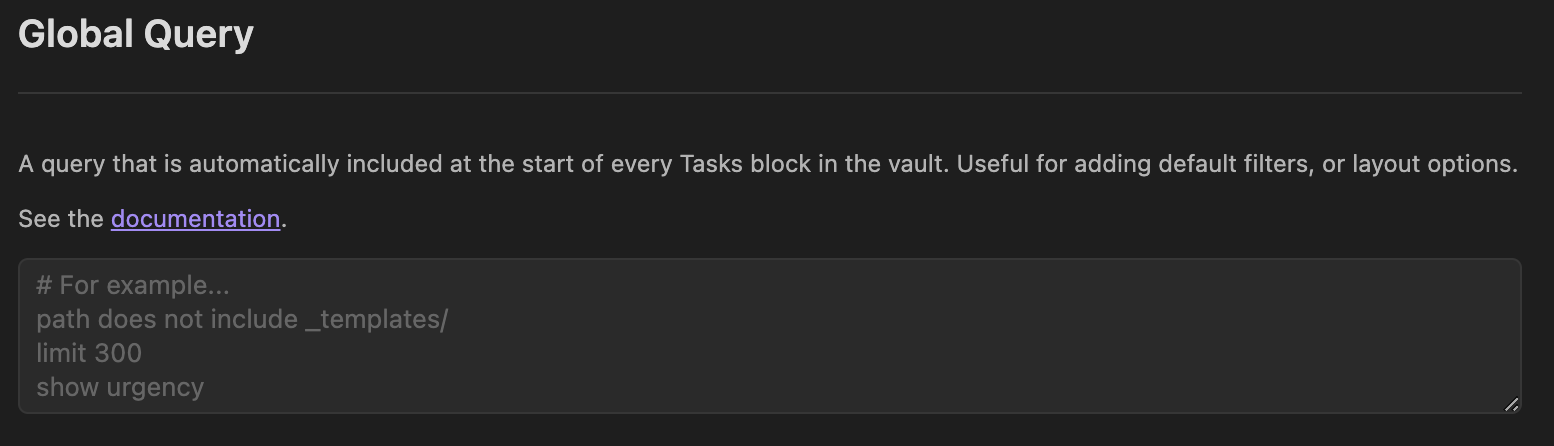 Global Query
A query that is automatically included at the start of every Tasks block in the vault. Useful for adding default filters, or layout options.
See the documentation.
# For example...
path does not include _templates/
limit 300
show urgency